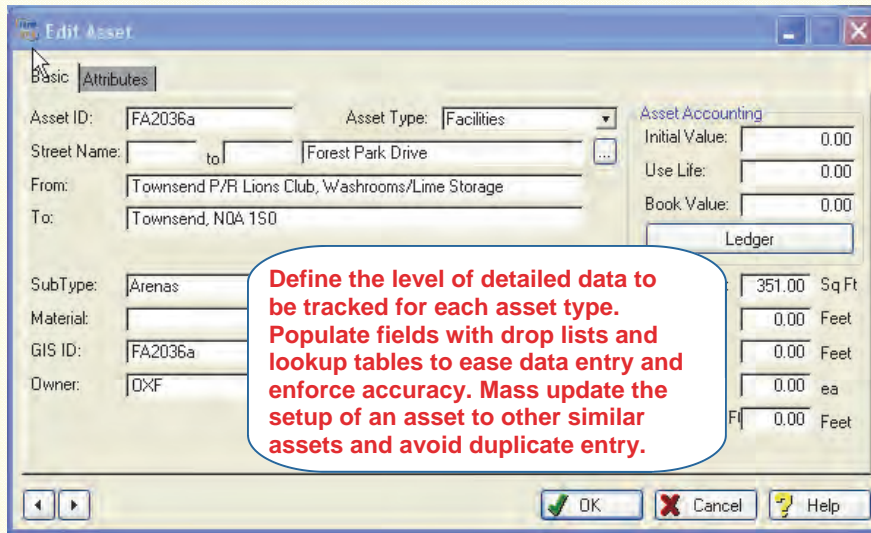 Edit Asset
Basic Attributes
Asset ID: FA2036a Asset Type: Facilities
Street Name: to Forest Park Drive ...
From: Townsend P/R Lions Club, Washrooms/Lime Storage
To: Townsend, N0A 1S0
Asset Accounting
Initial Value: 0.00
Use Life: 0.00
Book Value: 0.00
Ledger
SubType: Arenas
Material:
GIS ID: FA2036a
Owner: OXF
351.00 Sq Ft
0.00 Feet
0.00 Feet
0.00 ea
0.00 Feet
Define the level of detailed data to
be tracked for each asset type.
Populate fields with drop lists and
lookup tables to ease data entry and
enforce accuracy. Mass update the
setup of an asset to other similar
assets and avoid duplicate entry.
OK Cancel Help